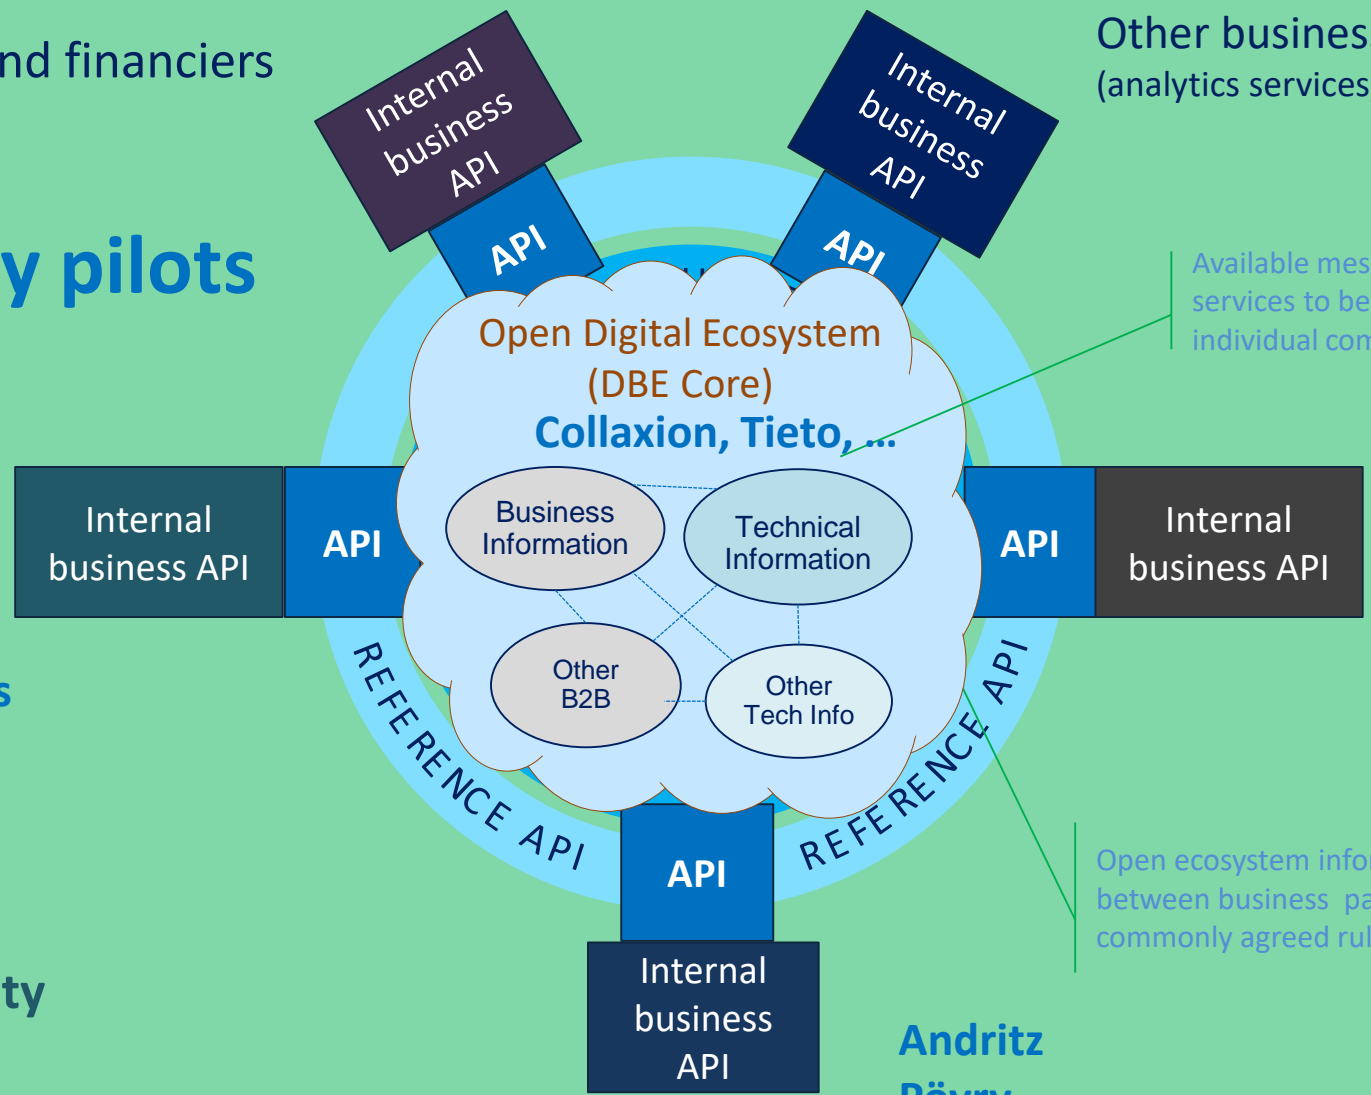 nd financiers
Other busines
(analytics services
Internal
business
API
Internal
business
API
API
API
y pilots
Available mes
services to be
individual com
Open Digital Ecosystem
(DBE Core)
Collaxion, Tieto, ...
Internal
business API
API
Business
Information
Technical
Information
API
Internal
business API
Other
B2B
Other
Tech Info
s
REFERENCE API
REFERENCE API
API
Open ecosystem infor
between business  pa
commonly agreed rul
ty
Internal
business
API
Andritz
Pöyry